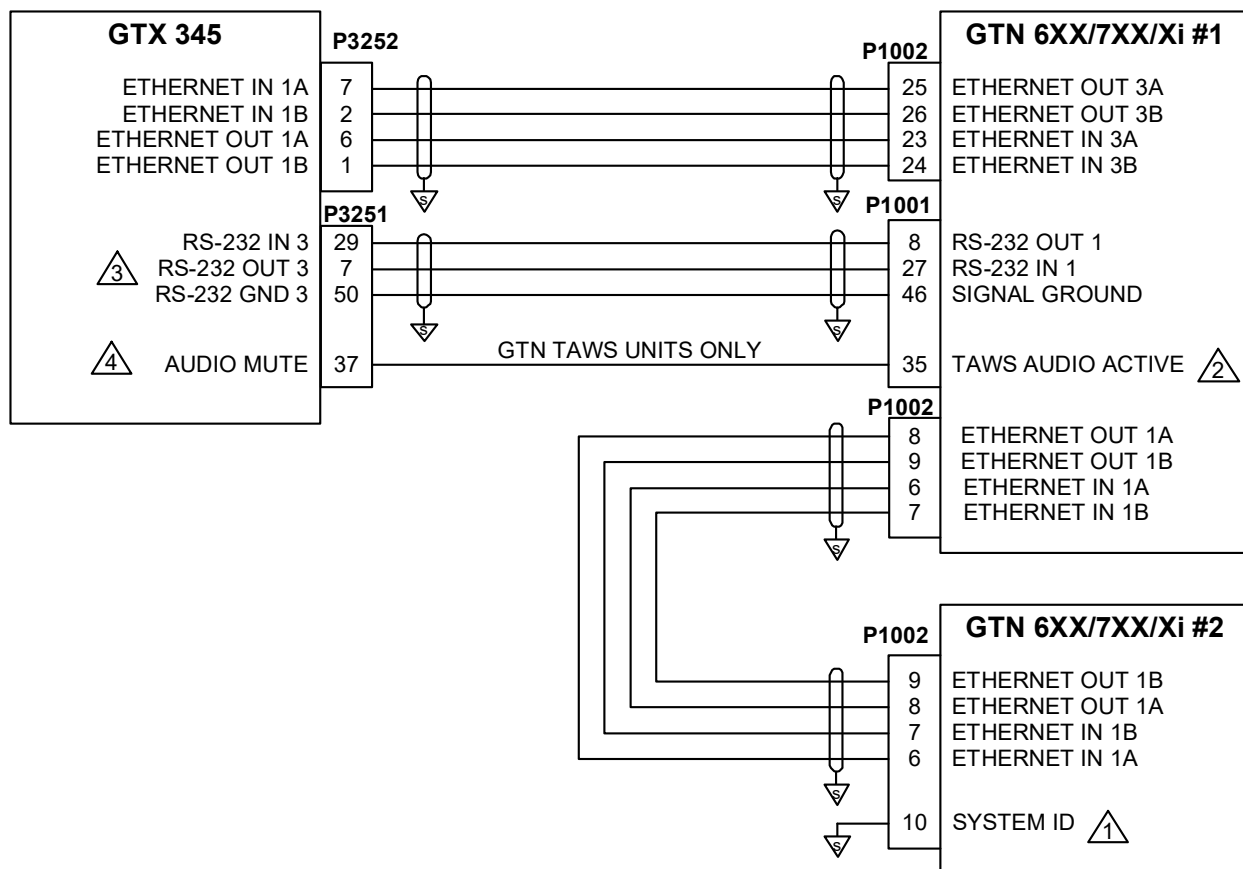 GTX 345
P3252
ETHERNET IN 1A 7
ETHERNET IN 1B 2
ETHERNET OUT 1A 6
ETHERNET OUT 1B 1
S
P3251
RS-232 IN 3 29
3 RS-232 OUT 3 7
RS-232 GND 3 50
S
4 AUDIO MUTE 37
GTN TAWS UNITS ONLY
GTN 6XX/7XX/Xi #1
P1002
25 ETHERNET OUT 3A
26 ETHERNET OUT 3B
23 ETHERNET IN 3A
24 ETHERNET IN 3B
S
P1001
8 RS-232 OUT 1
27 RS-232 IN 1
46 SIGNAL GROUND
S
35 TAWS AUDIO ACTIVE 2
P1002
8 ETHERNET OUT 1A
9 ETHERNET OUT 1B
6 ETHERNET IN 1A
7 ETHERNET IN 1B
S
GTN 6XX/7XX/Xi #2
P1002
9 ETHERNET OUT 1B
8 ETHERNET OUT 1A
7 ETHERNET IN 1B
6 ETHERNET IN 1A
S
10 SYSTEM ID 1
S